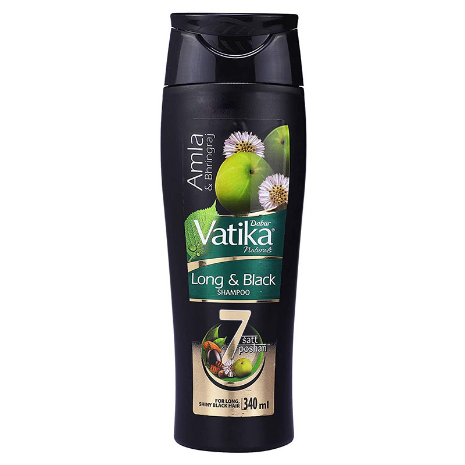 Amla
& Bhringraj
Dabur
Vatika
Naturals
Long & Black
SHAMPOO
7
satt
poshan
FOR LONG,
SHINY BLACK HAIR
340 ml